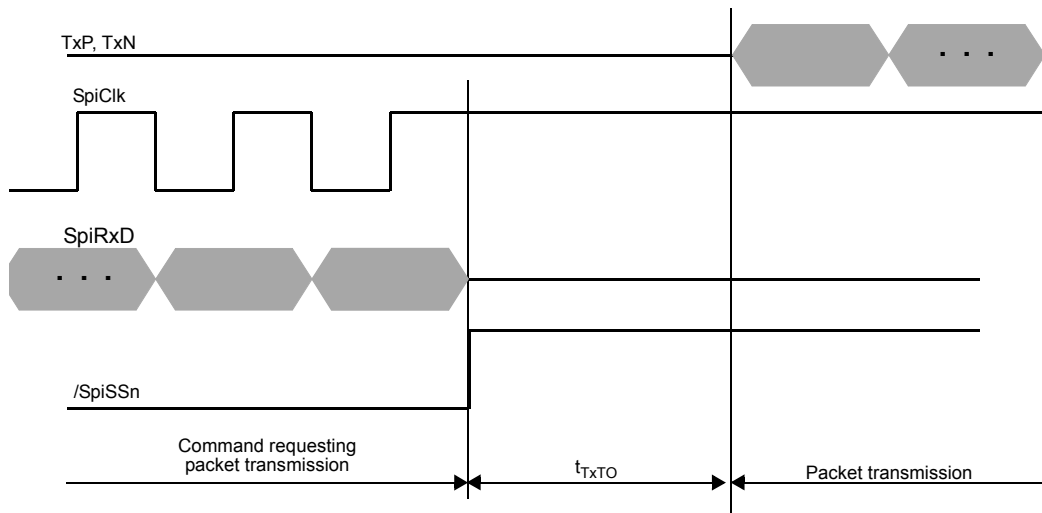 TxP, TxN
. . .
SpiClk
SpiRxD
. . .
/SpiSSn
Command requesting
packet transmission
tTxTO
Packet transmission